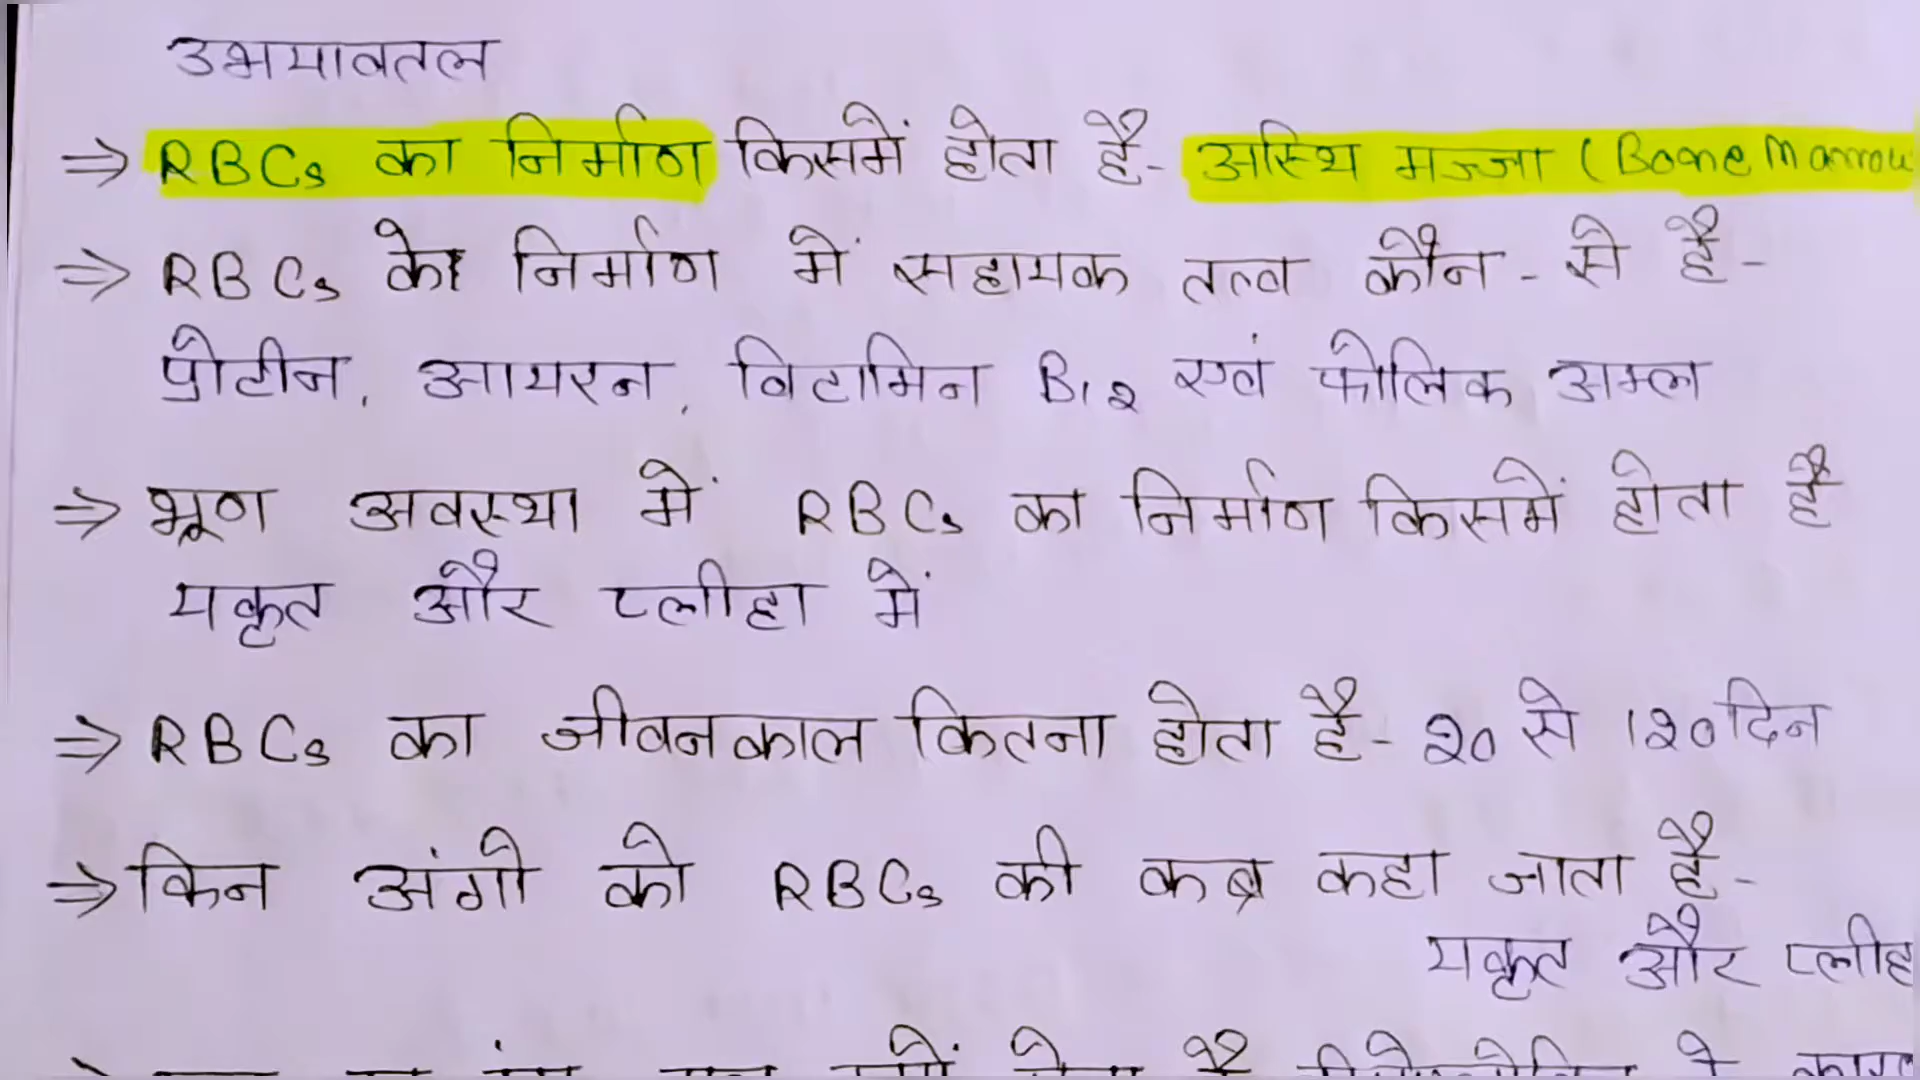 उभयावतल
⇒ RBCs का निर्माण किसमें होता है- अस्थि मज्जा (Bone Marrow
⇒ RBCs के निर्माण में सहायक तत्व कौन-से है-
प्रोटीन, आयरन, विटामिन B12 एवं फोलिक अम्ल
⇒ भ्रूण अवस्था में RBCs का निर्माण किसमें होता है
यकृत और प्लीहा में
⇒ RBCs का जीवनकाल कितना होता है- 20 से 120 दिन
⇒ किन अंगो को RBCs की कब्र कहा जाता है-
यकृत और प्लीह